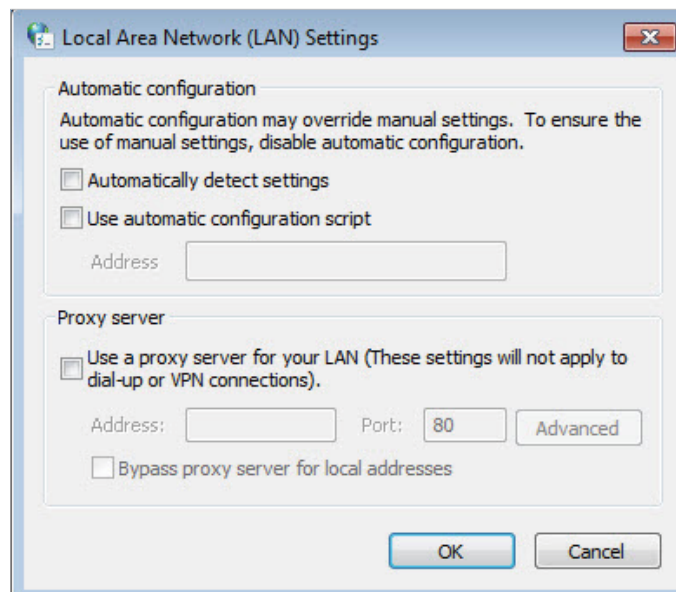 Local Area Network (LAN) Settings
Automatic configuration
Automatic configuration may override manual settings. To ensure the
use of manual settings, disable automatic configuration.
Automatically detect settings
Use automatic configuration script
Address
Proxy server
Use a proxy server for your LAN (These settings will not apply to
dial-up or VPN connections).
Address: Port: 80 Advanced
Bypass proxy server for local addresses
OK Cancel